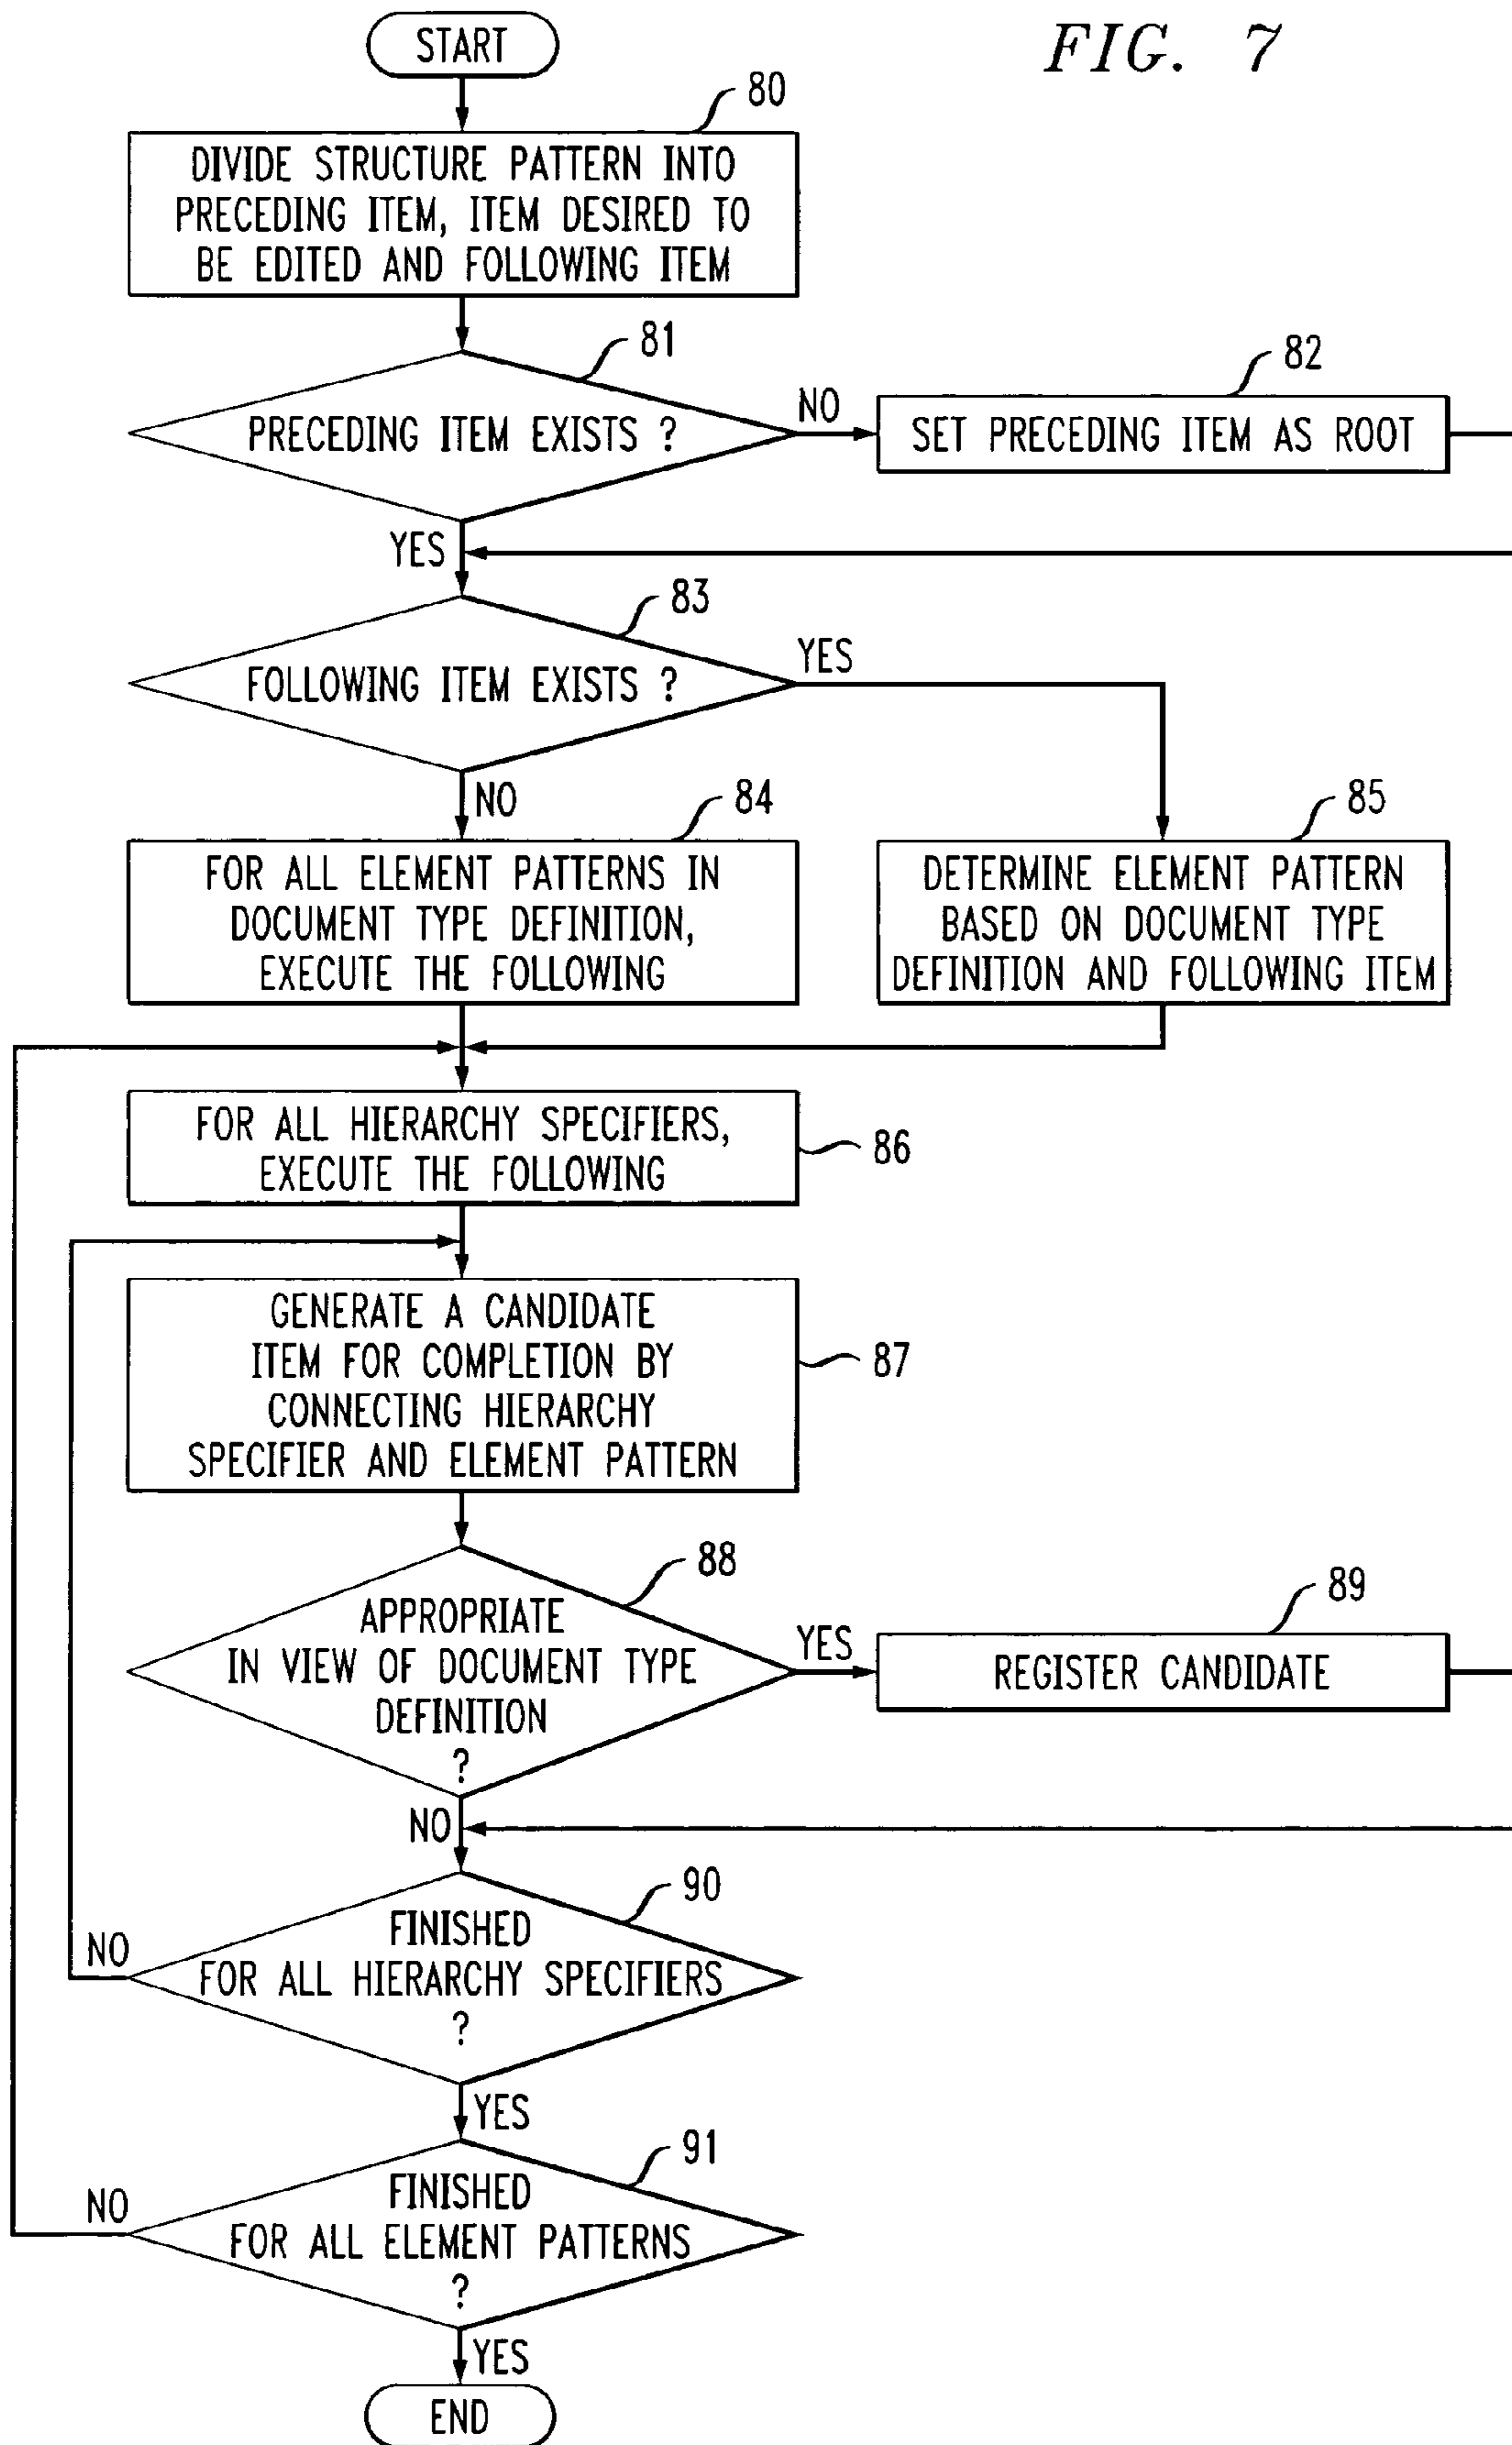 START
FIG. 7
80
DIVIDE STRUCTURE PATTERN INTO
PRECEDING ITEM, ITEM DESIRED TO
BE EDITED AND FOLLOWING ITEM
81
PRECEDING ITEM EXISTS ?
NO
82
SET PRECEDING ITEM AS ROOT
YES
83
FOLLOWING ITEM EXISTS ?
YES
NO
84
FOR ALL ELEMENT PATTERNS IN
DOCUMENT TYPE DEFINITION,
EXECUTE THE FOLLOWING
85
DETERMINE ELEMENT PATTERN
BASED ON DOCUMENT TYPE
DEFINITION AND FOLLOWING ITEM
FOR ALL HIERARCHY SPECIFIERS,
EXECUTE THE FOLLOWING
86
GENERATE A CANDIDATE
ITEM FOR COMPLETION BY
CONNECTING HIERARCHY
SPECIFIER AND ELEMENT PATTERN
87
88
APPROPRIATE
IN VIEW OF DOCUMENT TYPE
DEFINITION
?
YES
89
REGISTER CANDIDATE
NO
90
FINISHED
FOR ALL HIERARCHY SPECIFIERS
?
NO
YES
91
FINISHED
FOR ALL ELEMENT PATTERNS
?
NO
YES
END